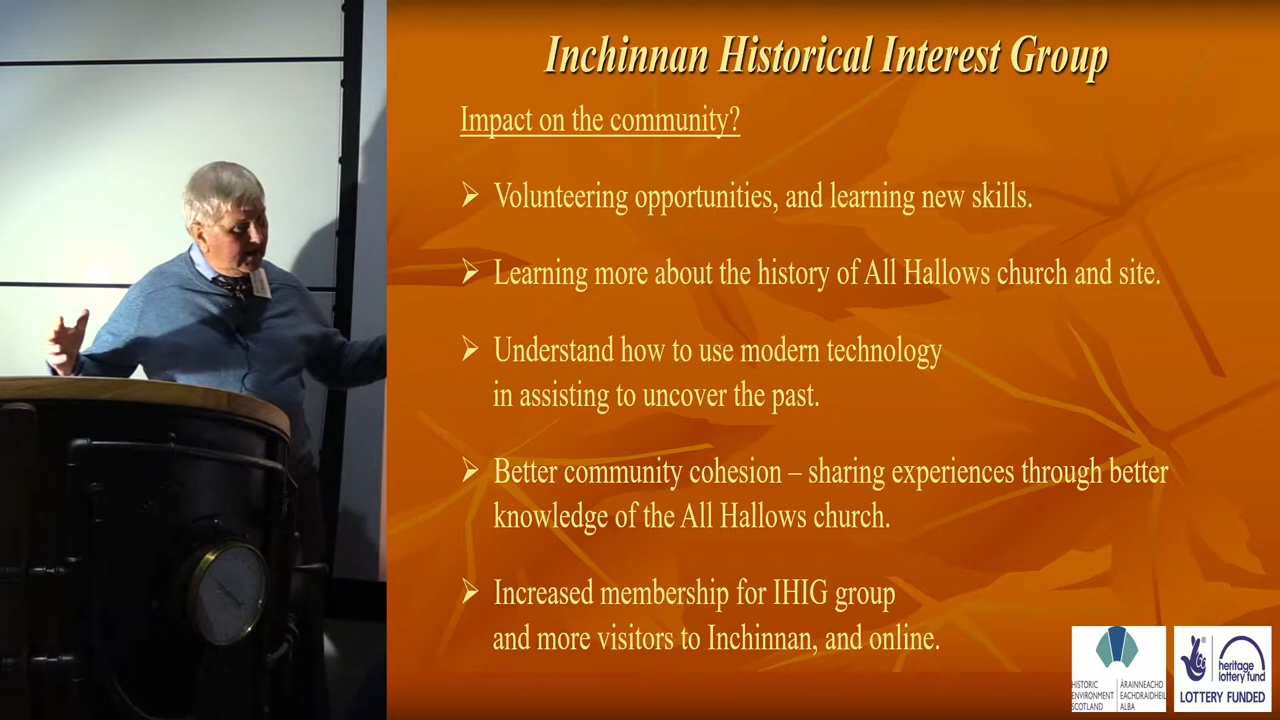 Inchinnan Historical Interest Group
Impact on the community?
Volunteering opportunities, and learning new skills.
Learning more about the history of All Hallows church and site.
Understand how to use modern technology
in assisting to uncover the past.
Better community cohesion – sharing experiences through better
knowledge of the All Hallows church.
Increased membership for IHIG group
and more visitors to Inchinnan, and online.
HISTORIC
ENVIRONMENT
SCOTLAND
ÀRAINNEACHD
EACHDRAIDHEIL
ALBA
heritage
lottery fund
LOTTERY FUNDED